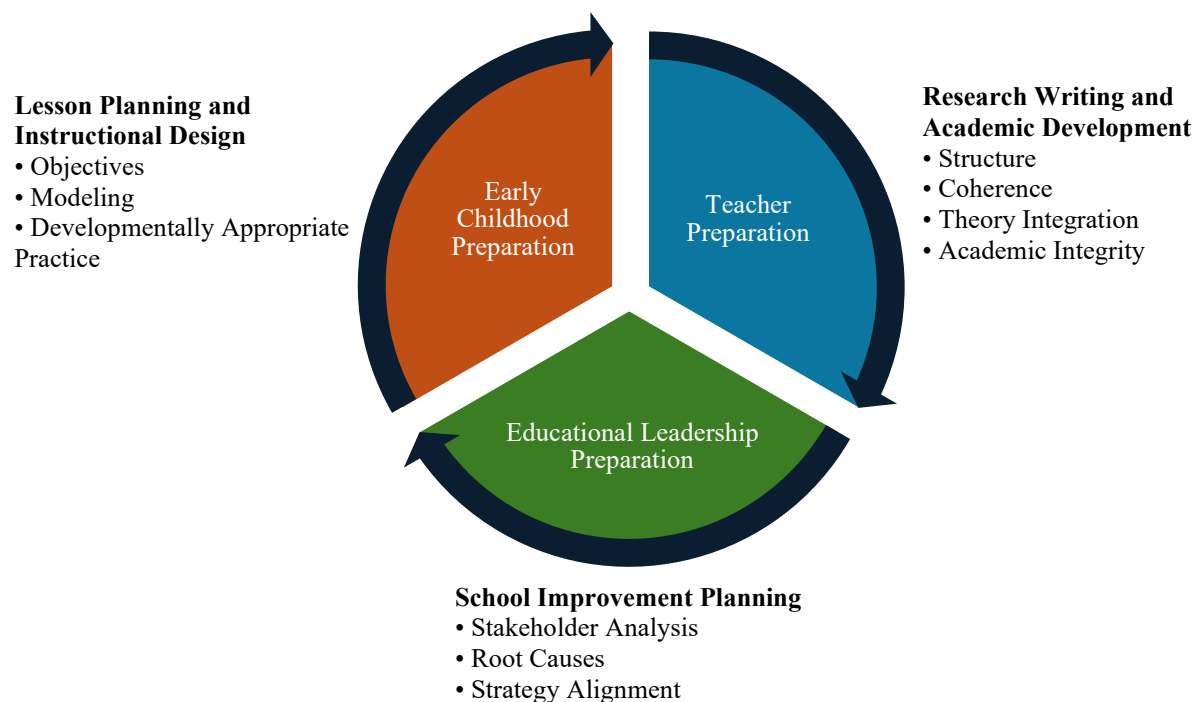 Lesson Planning and
Instructional Design
• Objectives
• Modeling
• Developmentally Appropriate
Practice
Early
Childhood
Preparation
Teacher
Preparation
Research Writing and
Academic Development
• Structure
• Coherence
• Theory Integration
• Academic Integrity
Educational Leadership
Preparation
School Improvement Planning
• Stakeholder Analysis
• Root Causes
• Strategy Alignment